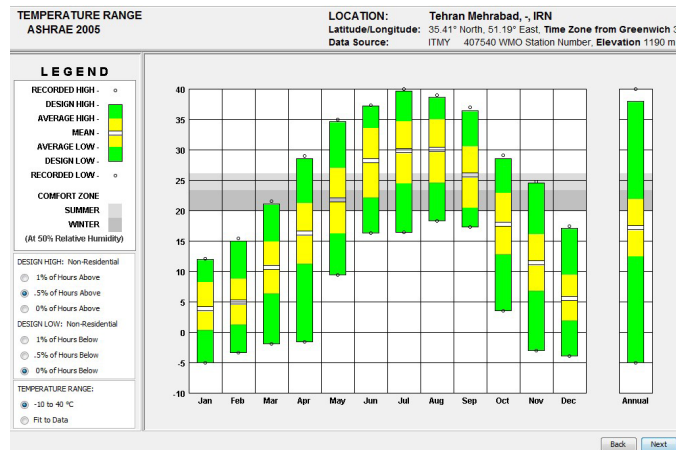 TEMPERATURE RANGE
ASHRAE 2005
LOCATION: Tehran Mehrabad, -, IRN
Latitude/Longitude: 35.41° North, 51.19° East, Time Zone from Greenwich 3
Data Source: ITMY 407540 WMO Station Number, Elevation 1190 m
LEGEND
RECORDED HIGH -
DESIGN HIGH -
AVERAGE HIGH -
MEAN -
AVERAGE LOW -
DESIGN LOW -
RECORDED LOW -
COMFORT ZONE
SUMMER
WINTER
(At 50% Relative Humidity)
DESIGN HIGH: Non-Residential
1% of Hours Above
.5% of Hours Above
0% of Hours Above
DESIGN LOW: Non-Residential
1% of Hours Below
.5% of Hours Below
0% of Hours Below
TEMPERATURE RANGE:
-10 to 40 °C
Fit to Data
40
35
30
25
20
15
10
5
0
-5
-10
Jan Feb Mar Apr May Jun Jul Aug Sep Oct Nov Dec Annual
Back Next